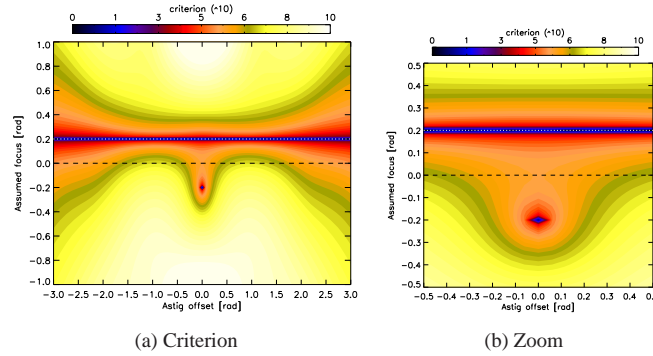 criterion (*10)
0 1 3 5 6 8 10
Assumed focus [rad]
1.0
0.8
0.6
0.4
0.2
0.0
−0.2
−0.4
−0.6
−0.8
−1.0
−3.0 −2.5 −2.0 −1.5 −1.0 −0.5 0.0 0.5 1.0 1.5 2.0 2.5 3.0
Astig offset [rad]
(a) Criterion
criterion (*10)
0 1 3 5 6 8 10
Assumed focus [rad]
0.5
0.4
0.3
0.2
0.1
0.0
−0.1
−0.2
−0.3
−0.4
−0.5
−0.5 −0.4 −0.3 −0.2 −0.1 0.0 0.1 0.2 0.3 0.4 0.5
Astig offset [rad]
(b) Zoom